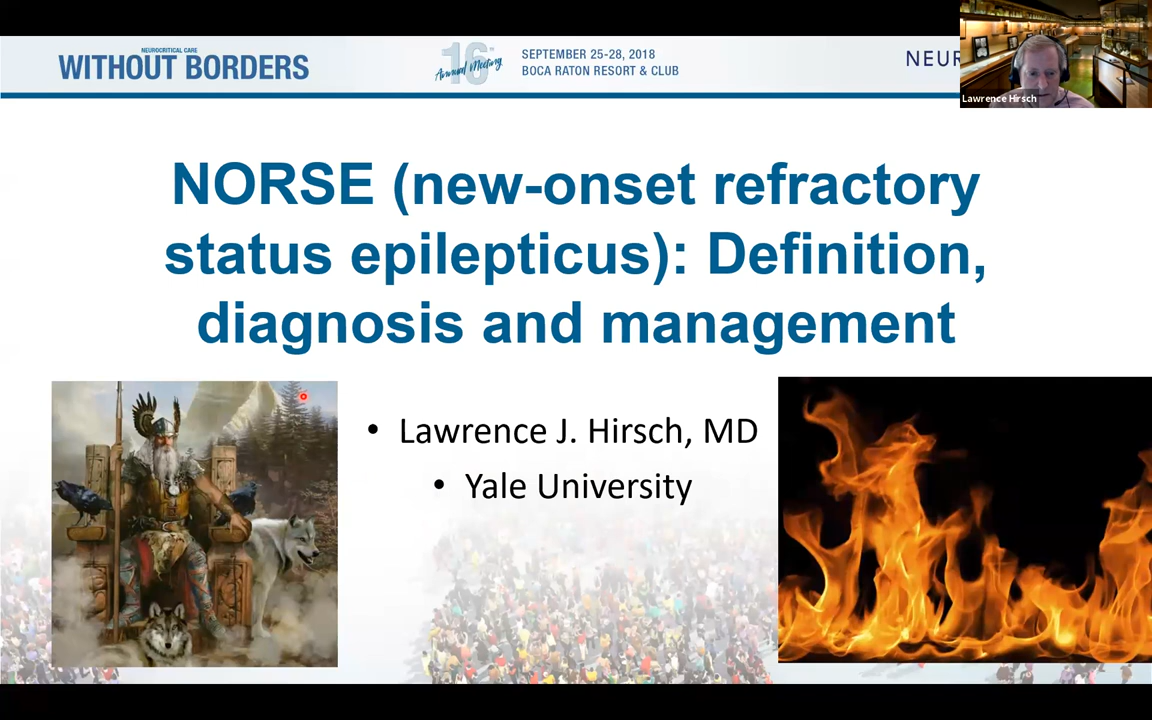 NEUROCRITICAL CARE
WITHOUT BORDERS
16th
Annual Meeting
SEPTEMBER 25-28, 2018
BOCA RATON RESORT & CLUB
NEUR
Lawrence Hirsch
NORSE (new-onset refractory
status epilepticus): Definition,
diagnosis and management
• Lawrence J. Hirsch, MD
• Yale University